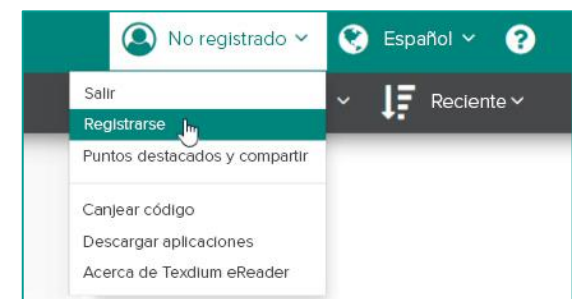 No registrado
Español
?
Salir
Reciente
Registrarse
Puntos destacados y compartir
Canjear código
Descargar aplicaciones
Acerca de Texdium eReader